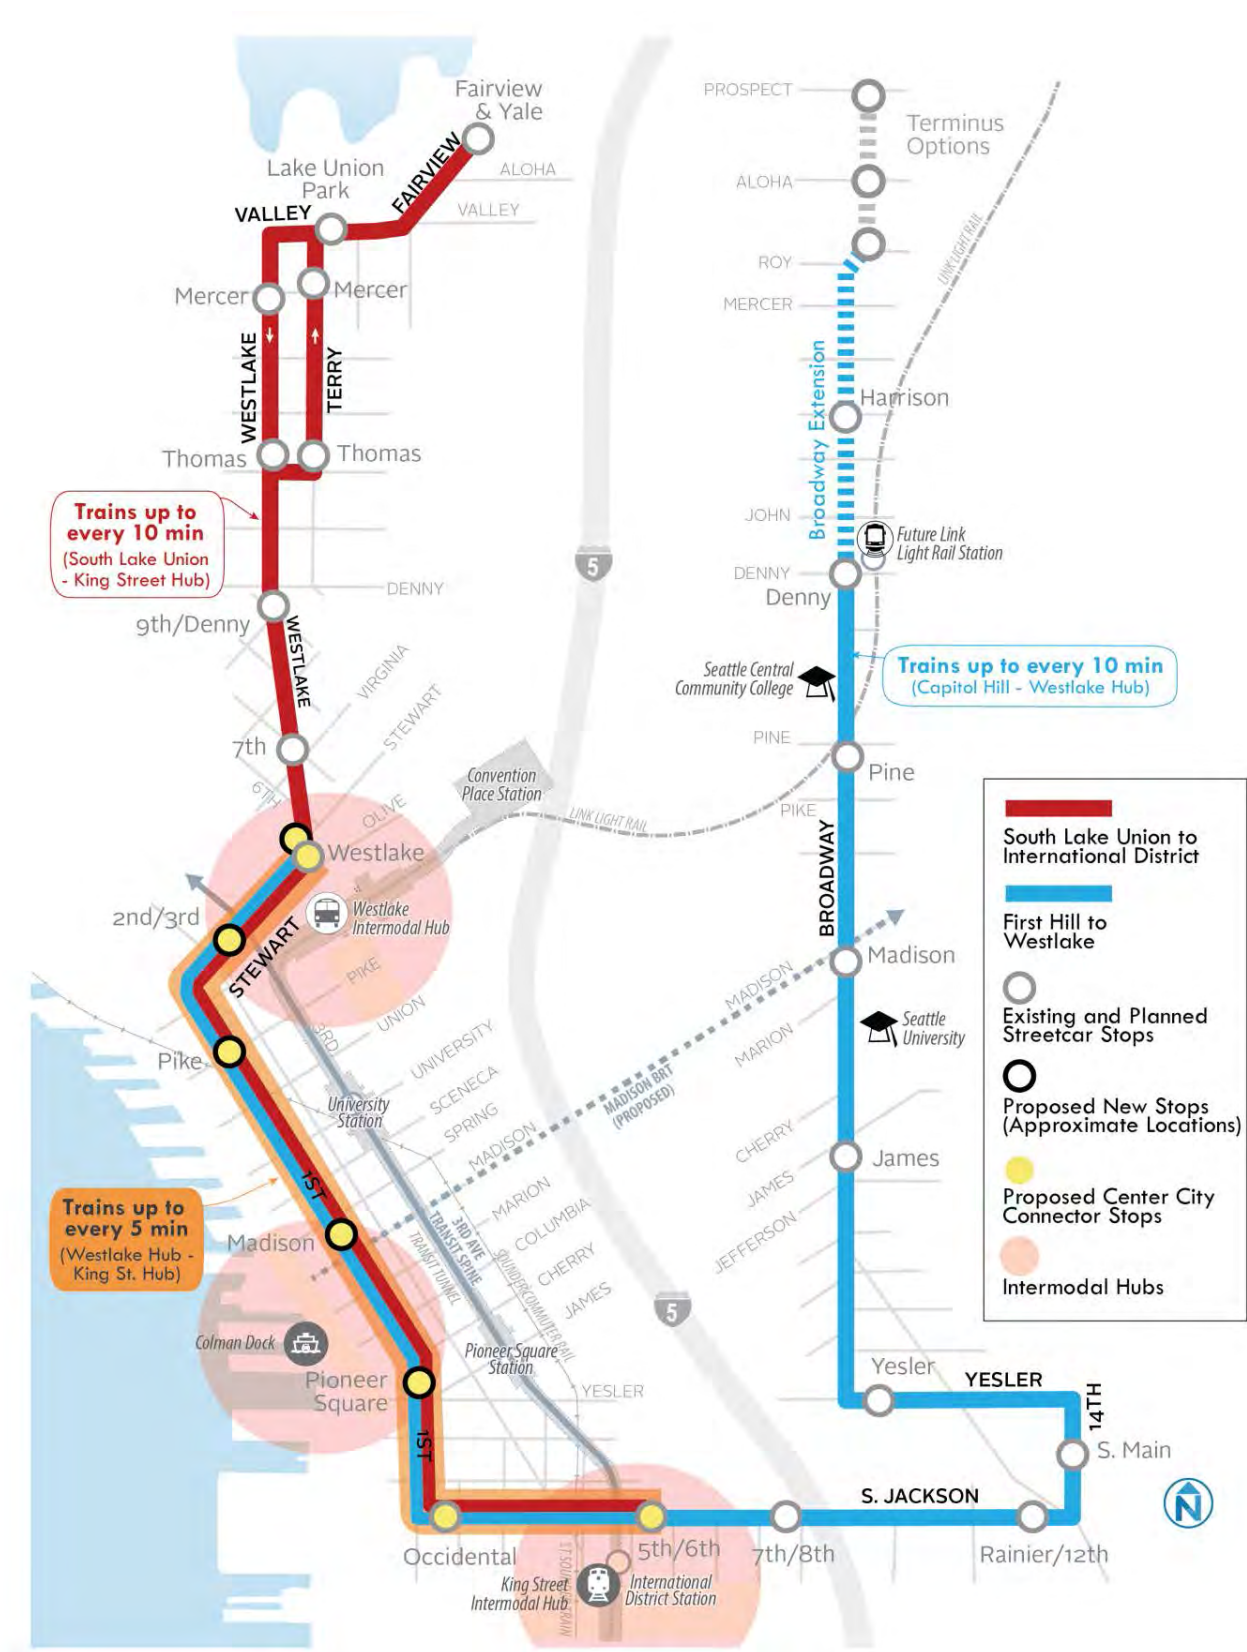 Fairview
& Yale
Lake Union
Park
VALLEY
FAIRVIEW
ALOHA
VALLEY
Mercer
Mercer
WESTLAKE
TERRY
Thomas
Thomas
Trains up to
every 10 min
(South Lake Union
- King Street Hub)
DENNY
9th/Denny
WESTLAKE
VIRGINIA
STEWART
7th
6TH
OLIVE
Convention
Place Station
LINK LIGHT RAIL
Westlake
2nd/3rd
STEWART
Westlake
Intermodal Hub
PIKE
UNION
3RD
UNIVERSITY
SCENECA
SPRING
MADISON
MARION
COLUMBIA
CHERRY
JAMES
Pike
University
Station
1ST
Trains up to
every 5 min
(Westlake Hub -
King St. Hub)
Madison
3RD AVE
TRANSIT SPINE
TRANSIT TUNNEL
SOUNDER COMMUTER RAIL
Colman Dock
Pioneer
Square
Pioneer Square
Station
YESLER
1ST
Occidental
5th/6th
King Street
Intermodal Hub
International
District Station
7th/8th
S. JACKSON
Rainier/12th
S. Main
14TH
YESLER
Yesler
5
5
PROSPECT
Terminus
Options
ALOHA
ROY
MERCER
LINK LIGHT RAIL
Broadway Extension
Harrison
JOHN
Future Link
Light Rail Station
DENNY
Denny
Seattle Central
Community College
Trains up to every 10 min
(Capitol Hill - Westlake Hub)
PINE
Pine
PIKE
BROADWAY
MADISON
Madison
MARION
Seattle
University
MADISON BRT
(PROPOSED)
CHERRY
JAMES
James
JEFFERSON
South Lake Union to
International District
First Hill to
Westlake
Existing and Planned
Streetcar Stops
Proposed New Stops
(Approximate Locations)
Proposed Center City
Connector Stops
Intermodal Hubs
N